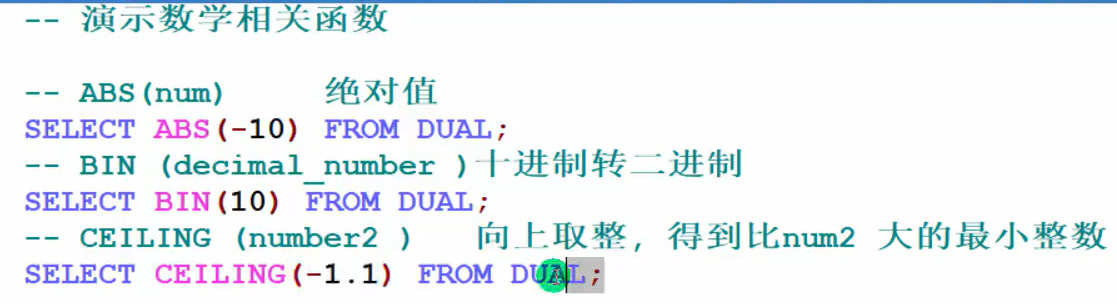 -- 演示数学相关函数
-- ABS(num) 绝对值
SELECT ABS(-10) FROM DUAL;
-- BIN (decimal_number )十进制转二进制
SELECT BIN(10) FROM DUAL;
-- CEILING (number2 ) 向上取整, 得到比num2 大的最小整数
SELECT CEILING(-1.1) FROM DUAL;